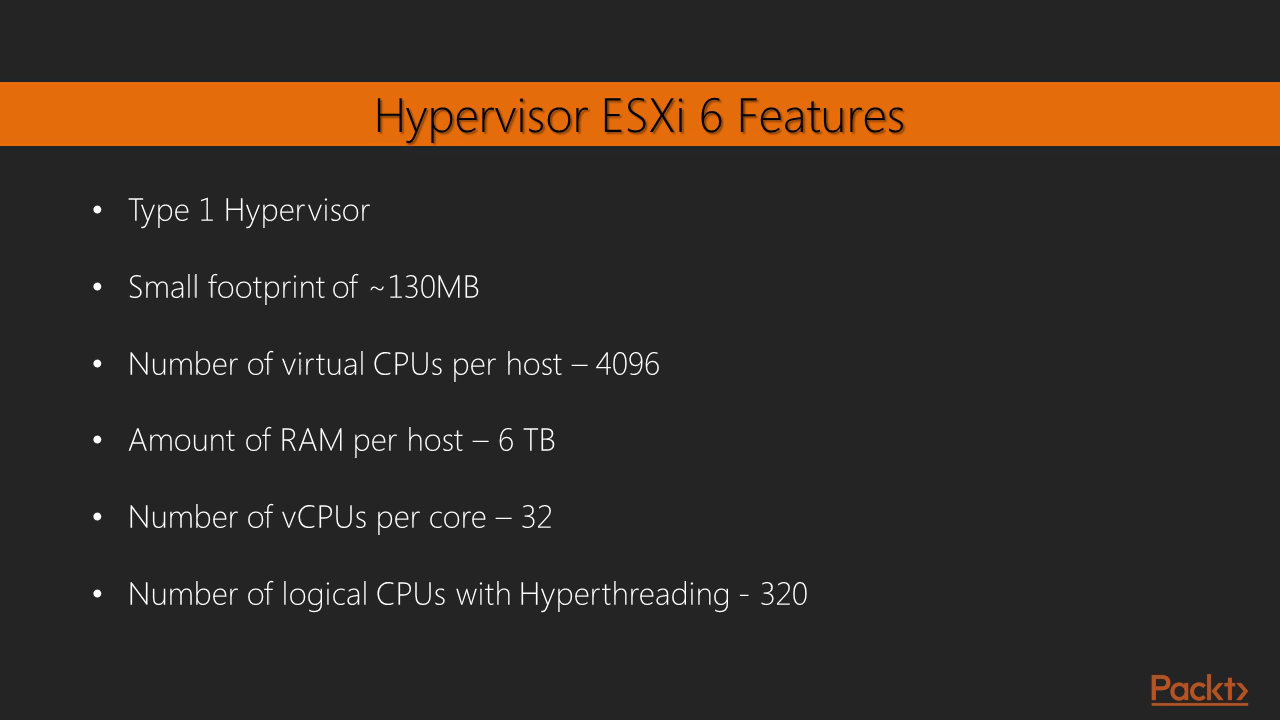 Hypervisor ESXi 6 Features
• Type 1 Hypervisor
• Small footprint of ~130MB
• Number of virtual CPUs per host – 4096
• Amount of RAM per host – 6 TB
• Number of vCPUs per core – 32
• Number of logical CPUs with Hyperthreading - 320
Packt>